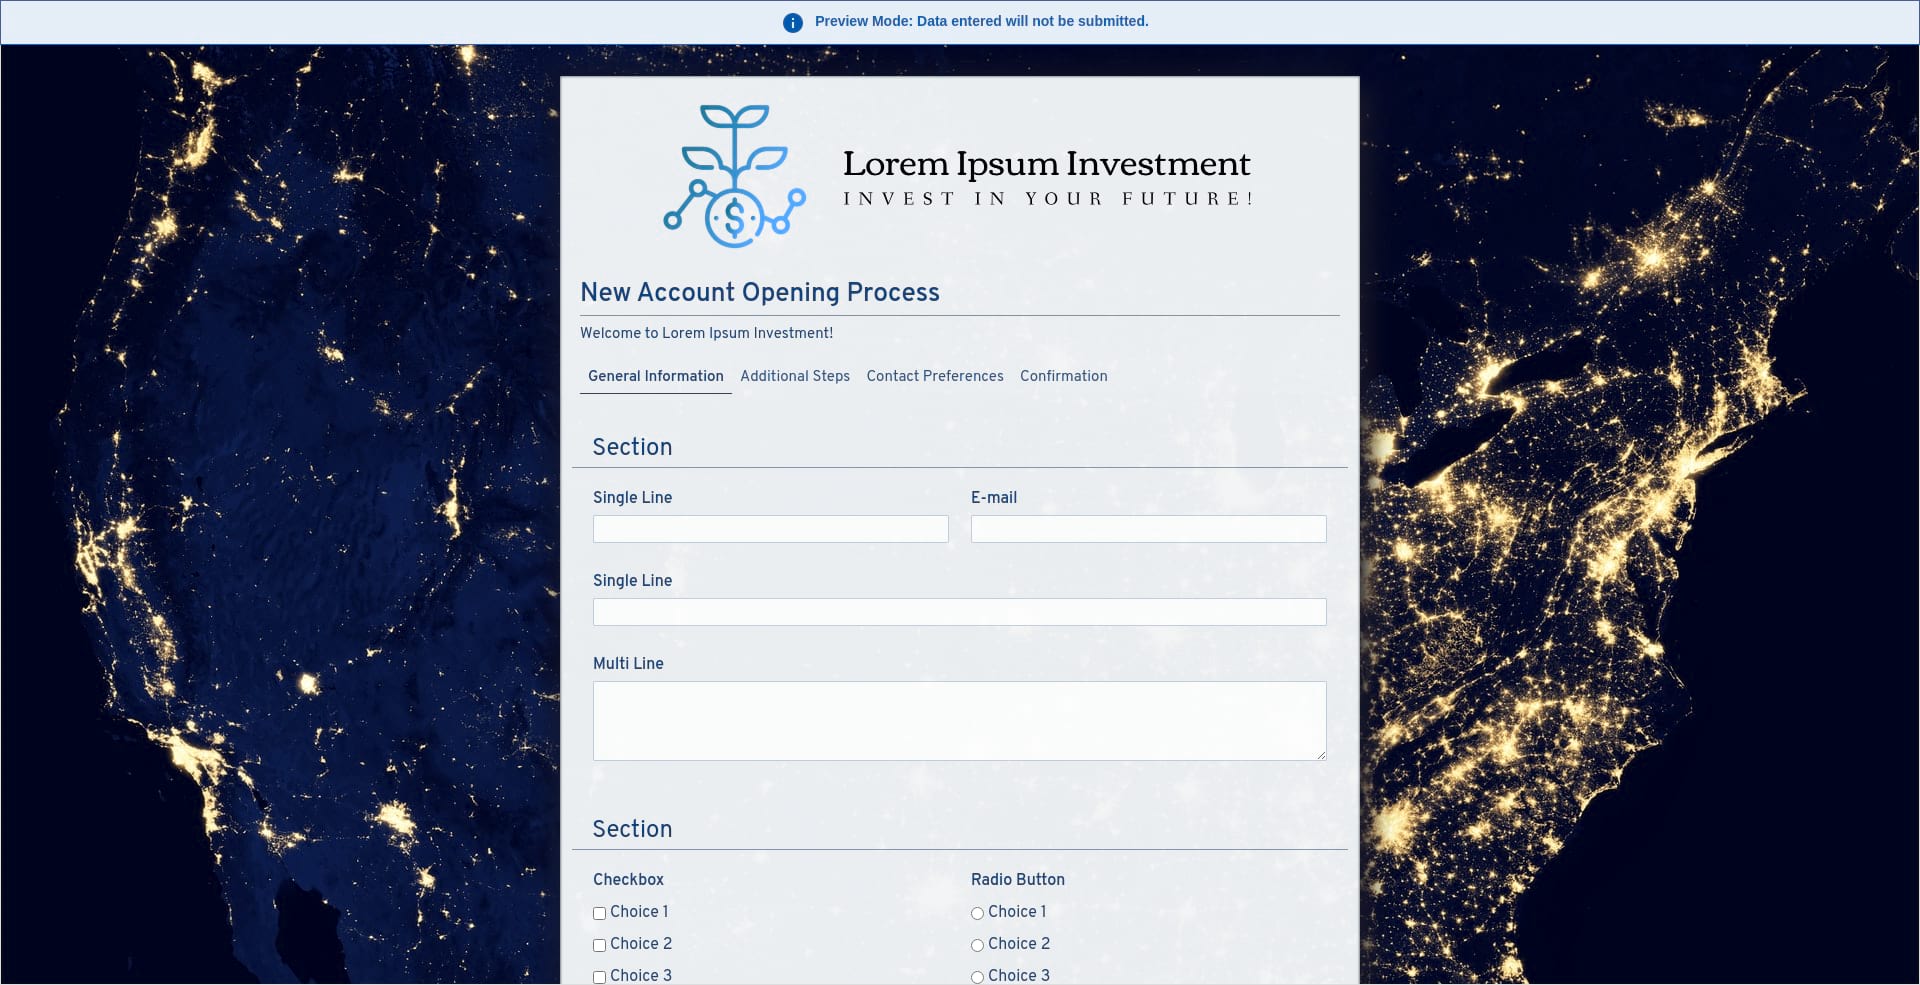 Preview Mode: Data entered will not be submitted.
Lorem Ipsum Investment
INVEST IN YOUR FUTURE!
New Account Opening Process
Welcome to Lorem Ipsum Investment!
General Information Additional Steps Contact Preferences Confirmation
Section
Single Line E-mail
Single Line
Multi Line
Section
Checkbox Radio Button
Choice 1 Choice 1
Choice 2 Choice 2
Choice 3 Choice 3